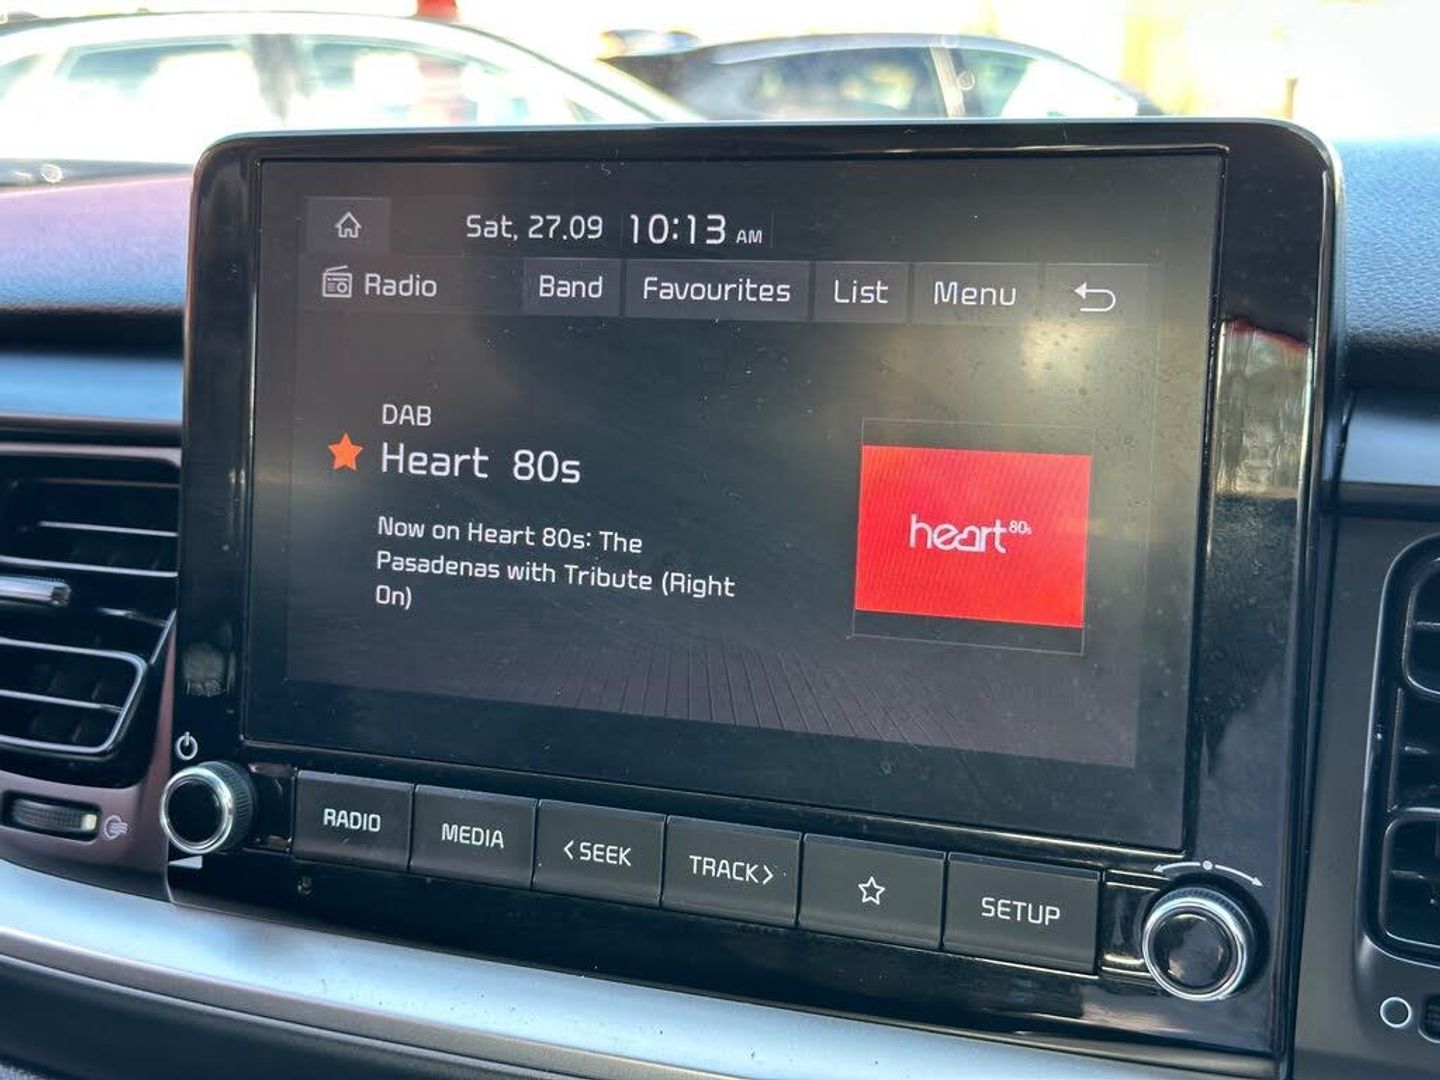 Sat, 27.09 10:13 AM
Radio Band Favourites List Menu
DAB
Heart 80s
Now on Heart 80s: The
Pasadenas with Tribute (Right
On)
heart 80s
RADIO MEDIA <SEEK TRACK> SETUP